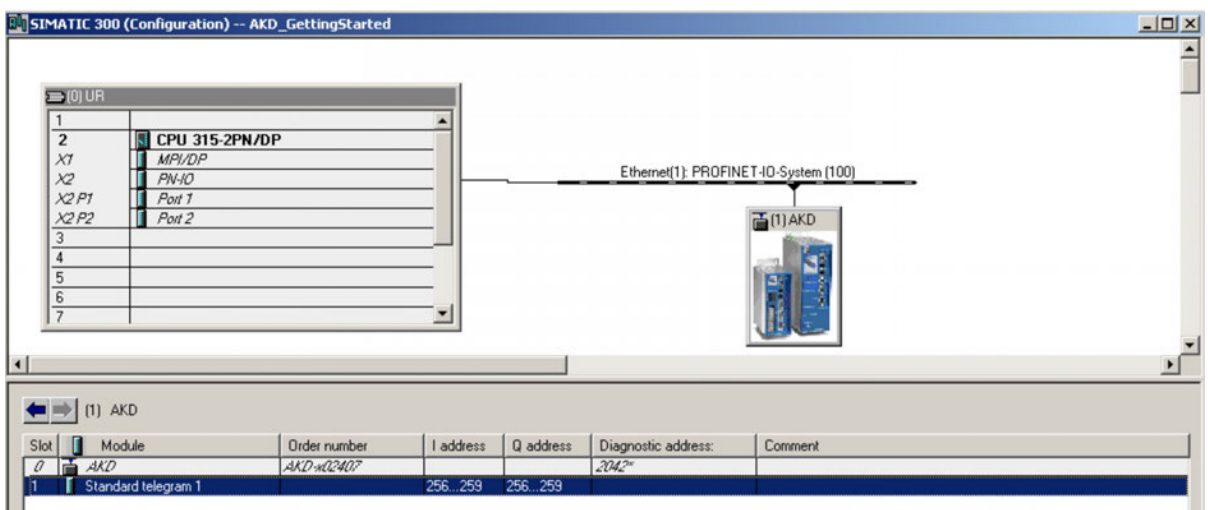 SIMATIC 300 (Configuration) -- AKD_GettingStarted
(0) UR
1
2 CPU 315-2PN/DP
X1 MPI/DP
X2 PN-IO
X2 P1 Port 1
X2 P2 Port 2
3
4
5
6
7
Ethernet(1): PROFINET-IO-System (100)
(1) AKD
(1) AKD
Slot Module Order number I address Q address Diagnostic address: Comment
0 AKD AKD-x02407 2042*
1 Standard telegram 1 256...259 256...259